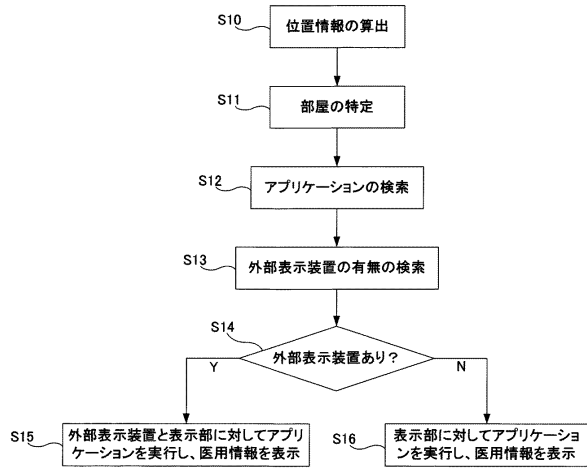 S10
位置情報の算出
S11
部屋の特定
S12
アプリケーションの検索
S13
外部表示装置の有無の検索
S14
外部表示装置あり？
Y
N
S15
外部表示装置と表示部に対してアプリ
ケーションを実行し、医用情報を表示
S16
表示部に対してアプリケーショ
ンを実行し、医用情報を表示